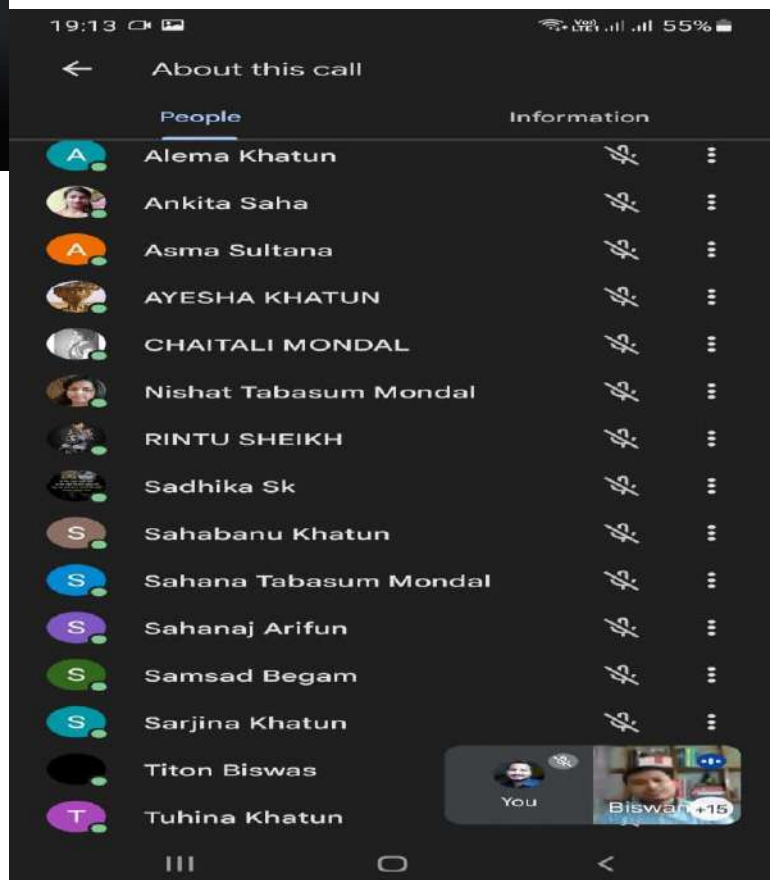 19:13 55%
About this call
People Information
A Alema Khatun
Ankita Saha
A Asma Sultana
AYESHA KHATUN
CHAITALI MONDAL
Nishat Tabasum Mondal
RINTU SHEIKH
Sadhika Sk
S Sahabanu Khatun
S Sahana Tabasum Mondal
S Sahanaj Arifun
S Samsad Begam
S Sarjina Khatun
Titon Biswas
You Biswan +15
T Tuhina Khatun